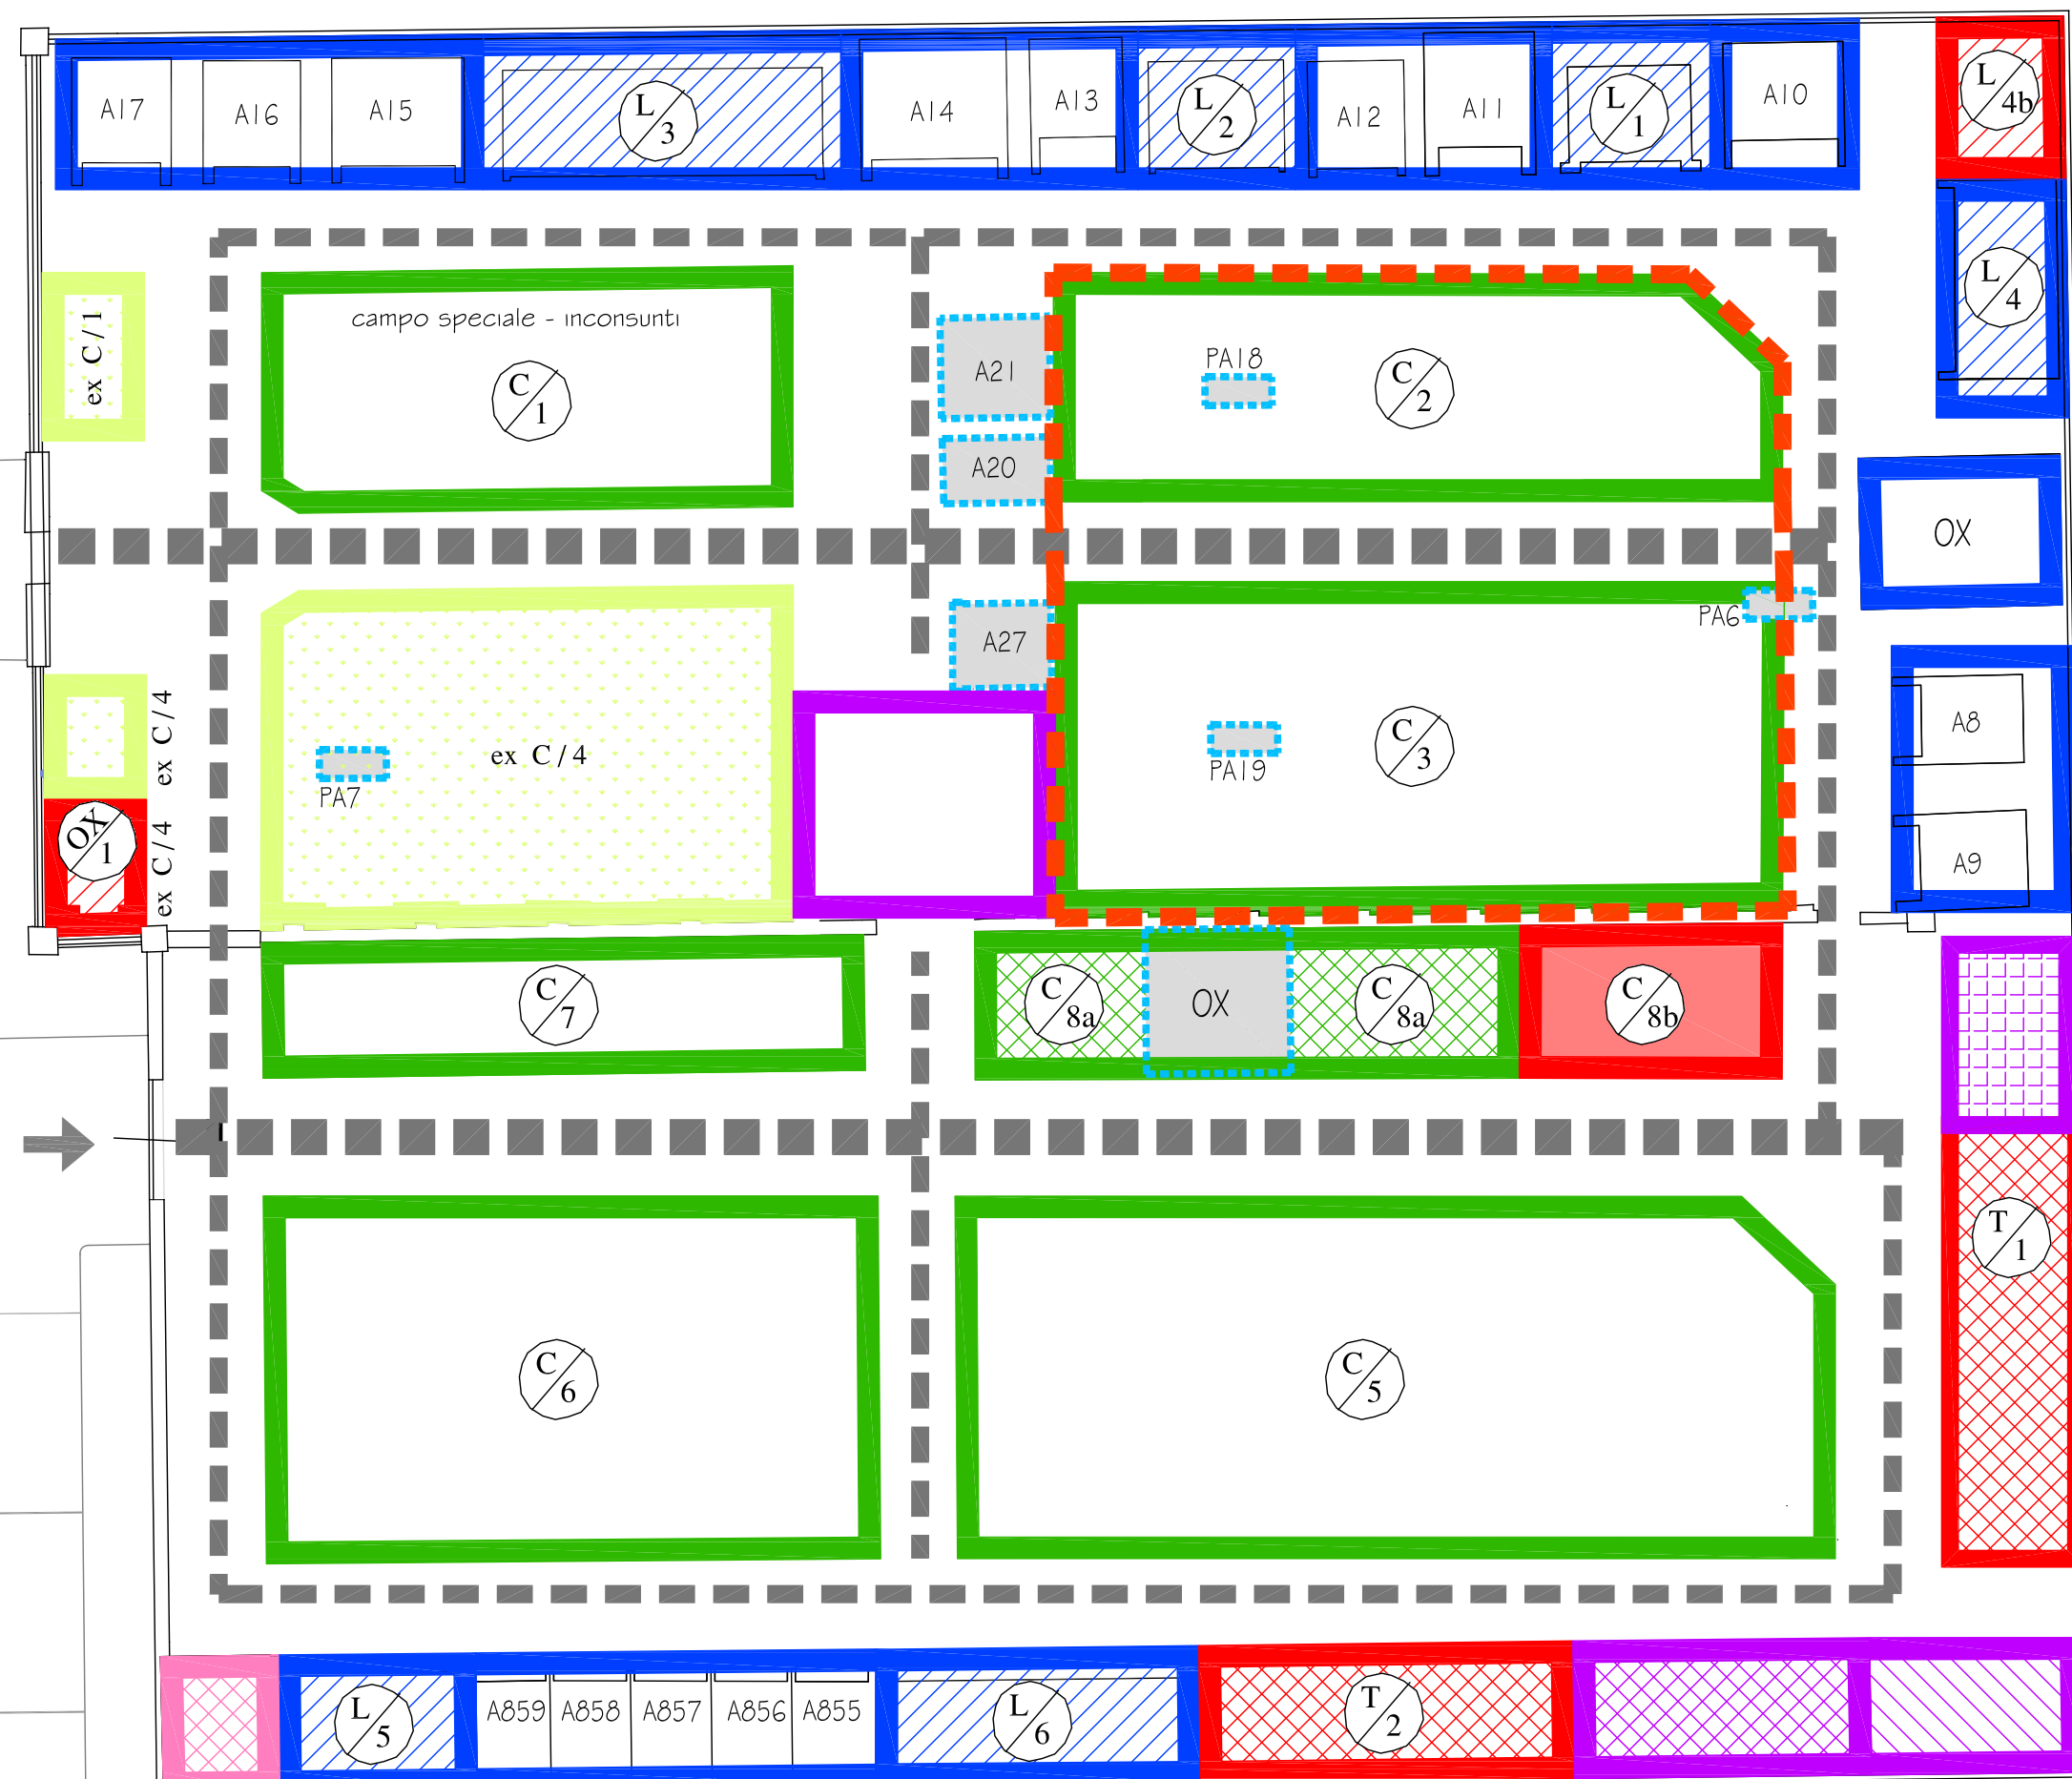 A17
A16
A15
L/3
A14
A13
L/2
A12
A11
L/1
A10
L/4b
L/4
ex C/1
campo speciale - inconsunti
C/1
A21
A20
PA18
C/2
OX
A27
PA6
ex C/4
PA7
ex C/4
C/3
PA19
A8
A9
OX/1
ex C/4
C/7
C/8a
OX
C/8a
C/8b
T/1
C/6
C/5
L/5
A859
A858
A857
A856
A855
L/6
T/2